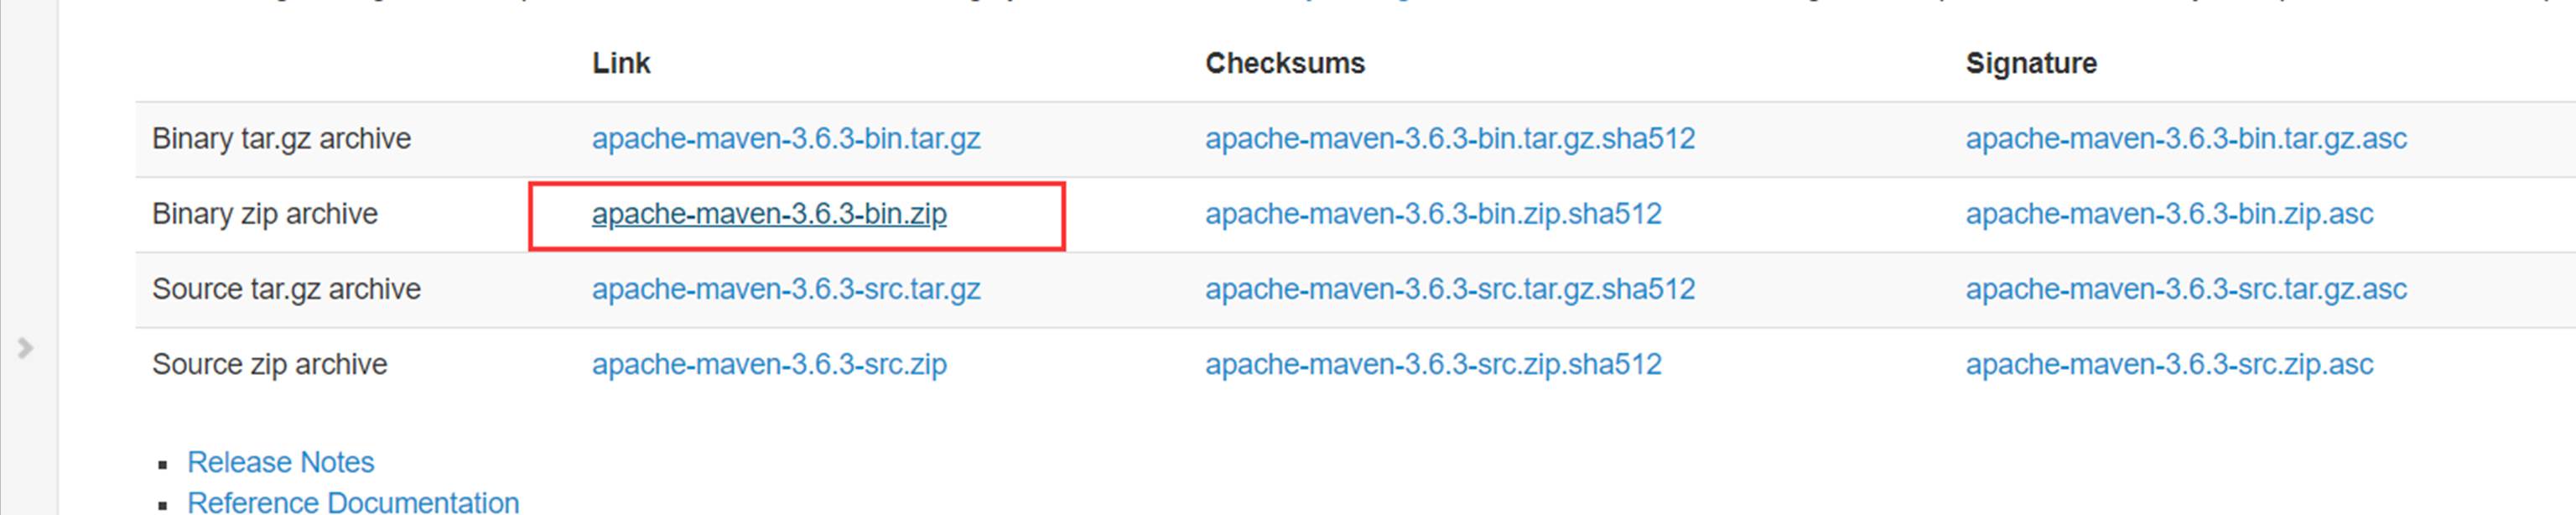 Link Checksums Signature
Binary tar.gz archive apache-maven-3.6.3-bin.tar.gz apache-maven-3.6.3-bin.tar.gz.sha512 apache-maven-3.6.3-bin.tar.gz.asc
Binary zip archive apache-maven-3.6.3-bin.zip apache-maven-3.6.3-bin.zip.sha512 apache-maven-3.6.3-bin.zip.asc
Source tar.gz archive apache-maven-3.6.3-src.tar.gz apache-maven-3.6.3-src.tar.gz.sha512 apache-maven-3.6.3-src.tar.gz.asc
Source zip archive apache-maven-3.6.3-src.zip apache-maven-3.6.3-src.zip.sha512 apache-maven-3.6.3-src.zip.asc
Release Notes
Reference Documentation